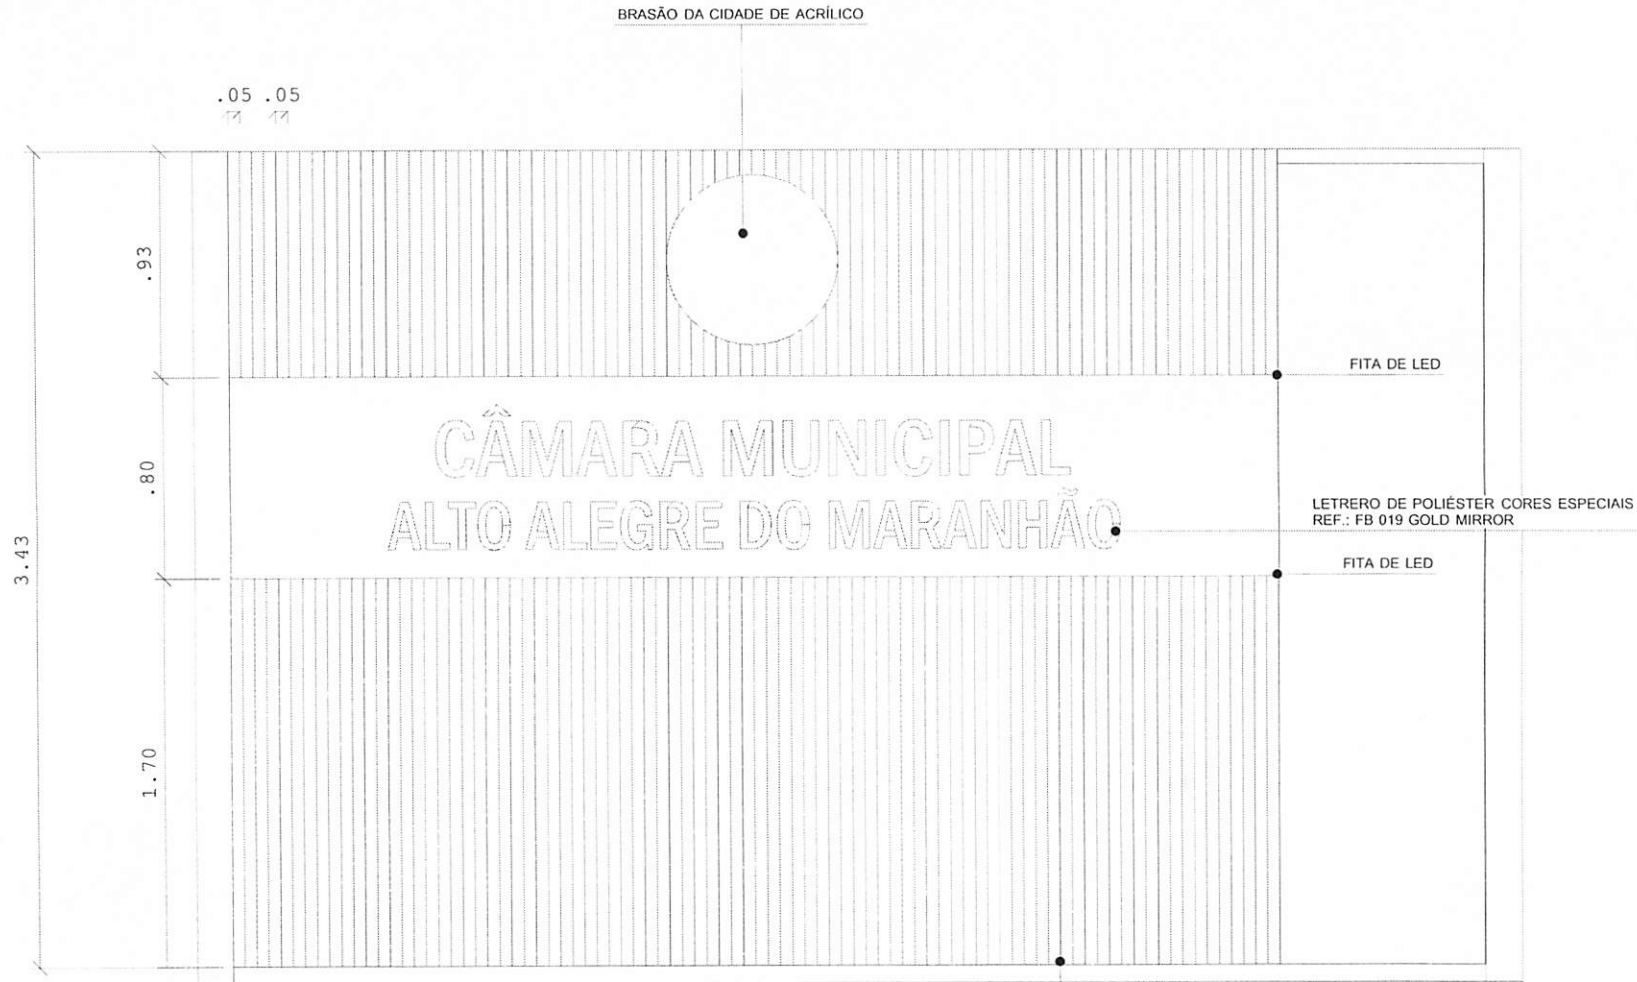 BRASÃO DA CIDADE DE ACRÍLICO
.05 .05
.93
FITA DE LED
CÂMARA MUNICIPAL
.80
ALTO ALEGRE DO MARANHÃO
LETRERO DE POLIÉSTER CORES ESPECIAIS
REF.: FB 019 GOLD MIRROR
3.43
FITA DE LED
1.70